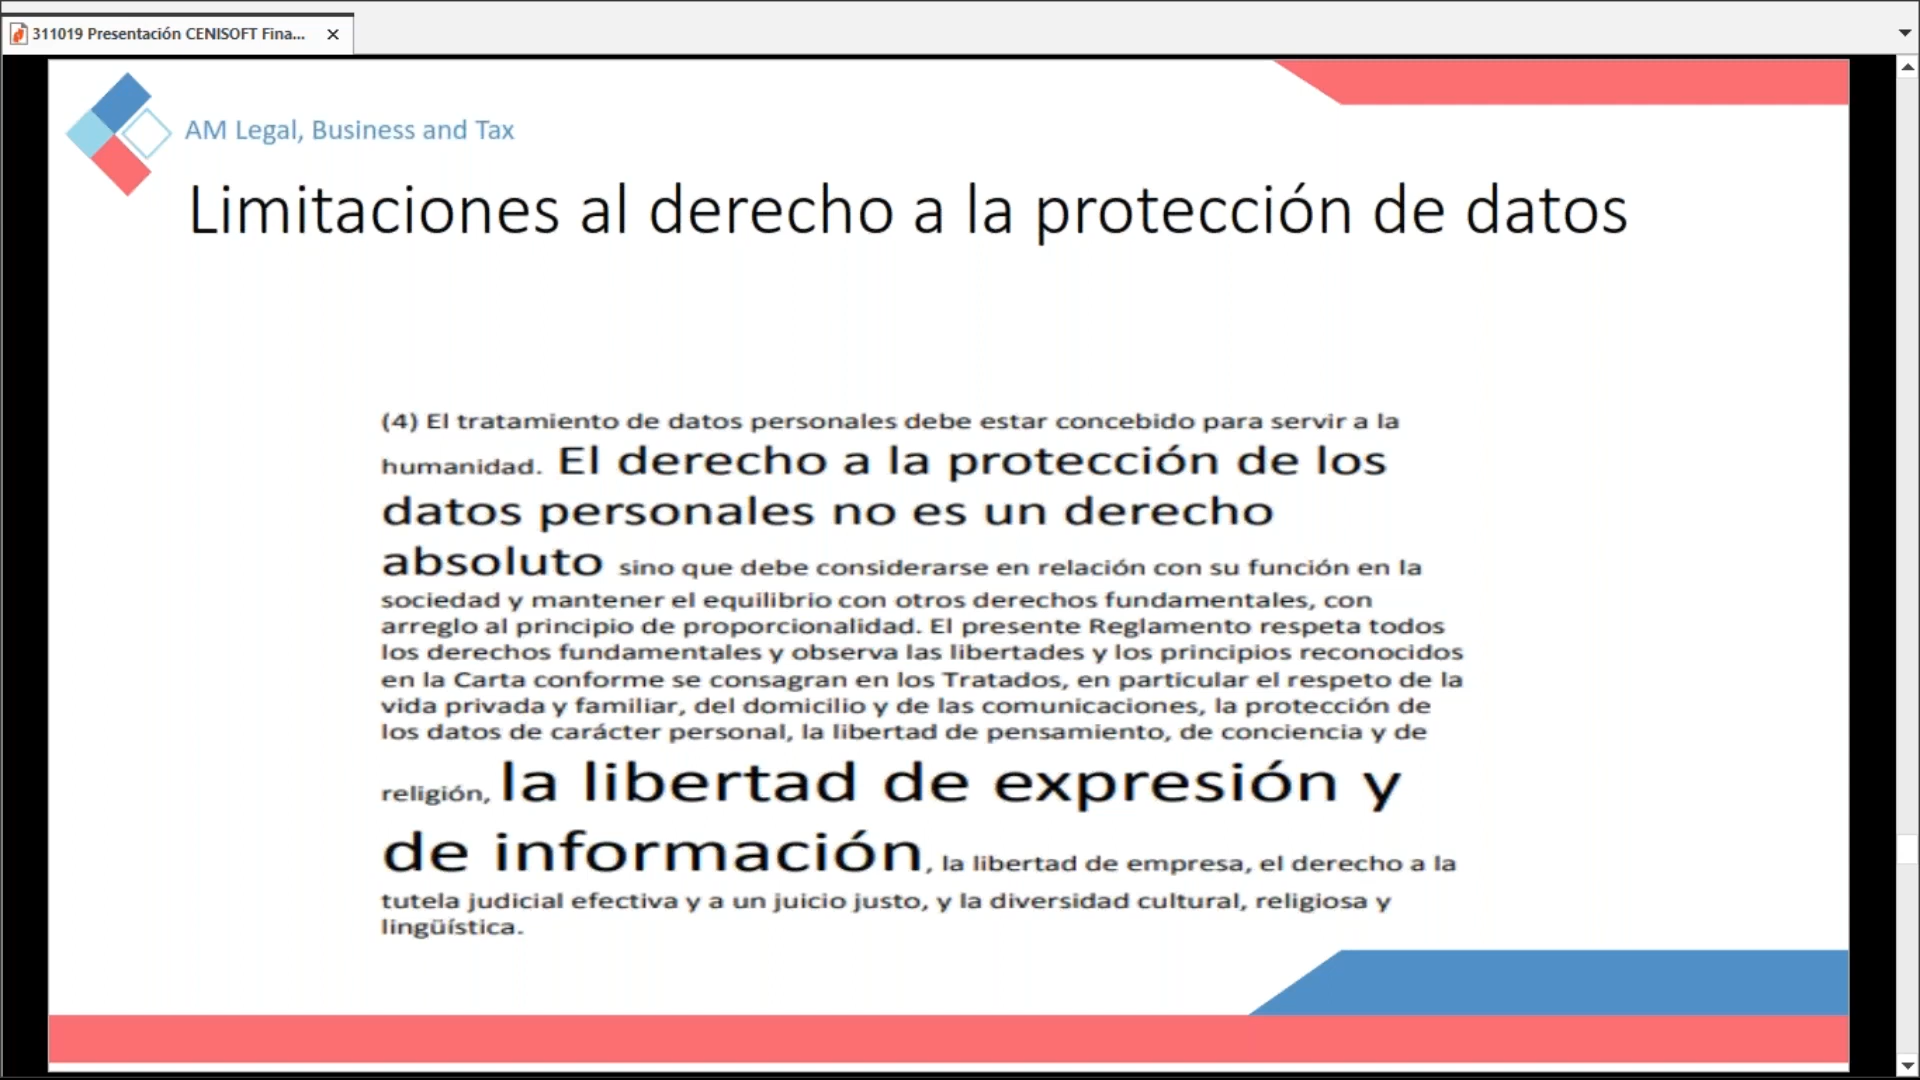 311019 Presentación CENISOFT Fina...
AM Legal, Business and Tax
Limitaciones al derecho a la protección de datos
(4) El tratamiento de datos personales debe estar concebido para servir a la
humanidad. El derecho a la protección de los
datos personales no es un derecho
absoluto sino que debe considerarse en relación con su función en la
sociedad y mantener el equilibrio con otros derechos fundamentales, con
arreglo al principio de proporcionalidad. El presente Reglamento respeta todos
los derechos fundamentales y observa las libertades y los principios reconocidos
en la Carta conforme se consagran en los Tratados, en particular el respeto de la
vida privada y familiar, del domicilio y de las comunicaciones, la protección de
los datos de carácter personal, la libertad de pensamiento, de conciencia y de
religión, la libertad de expresión y
de información, la libertad de empresa, el derecho a la
tutela judicial efectiva y a un juicio justo, y la diversidad cultural, religiosa y
lingüística.